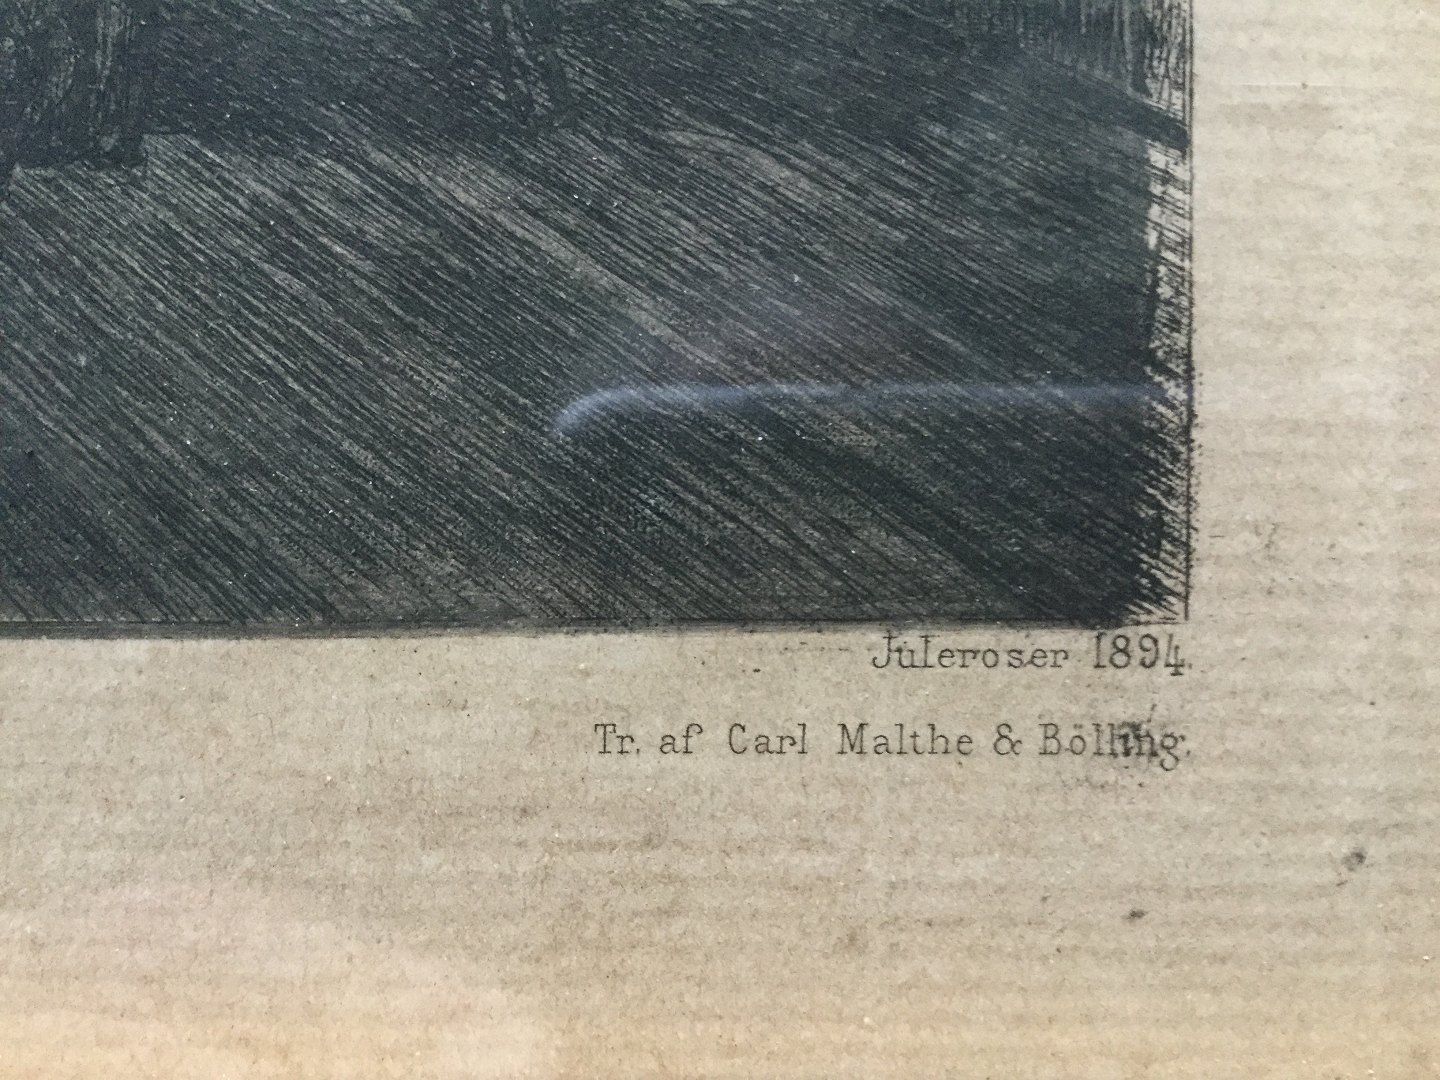 Juleroser 1894.
Tr. af Carl Malthe & Bölling.